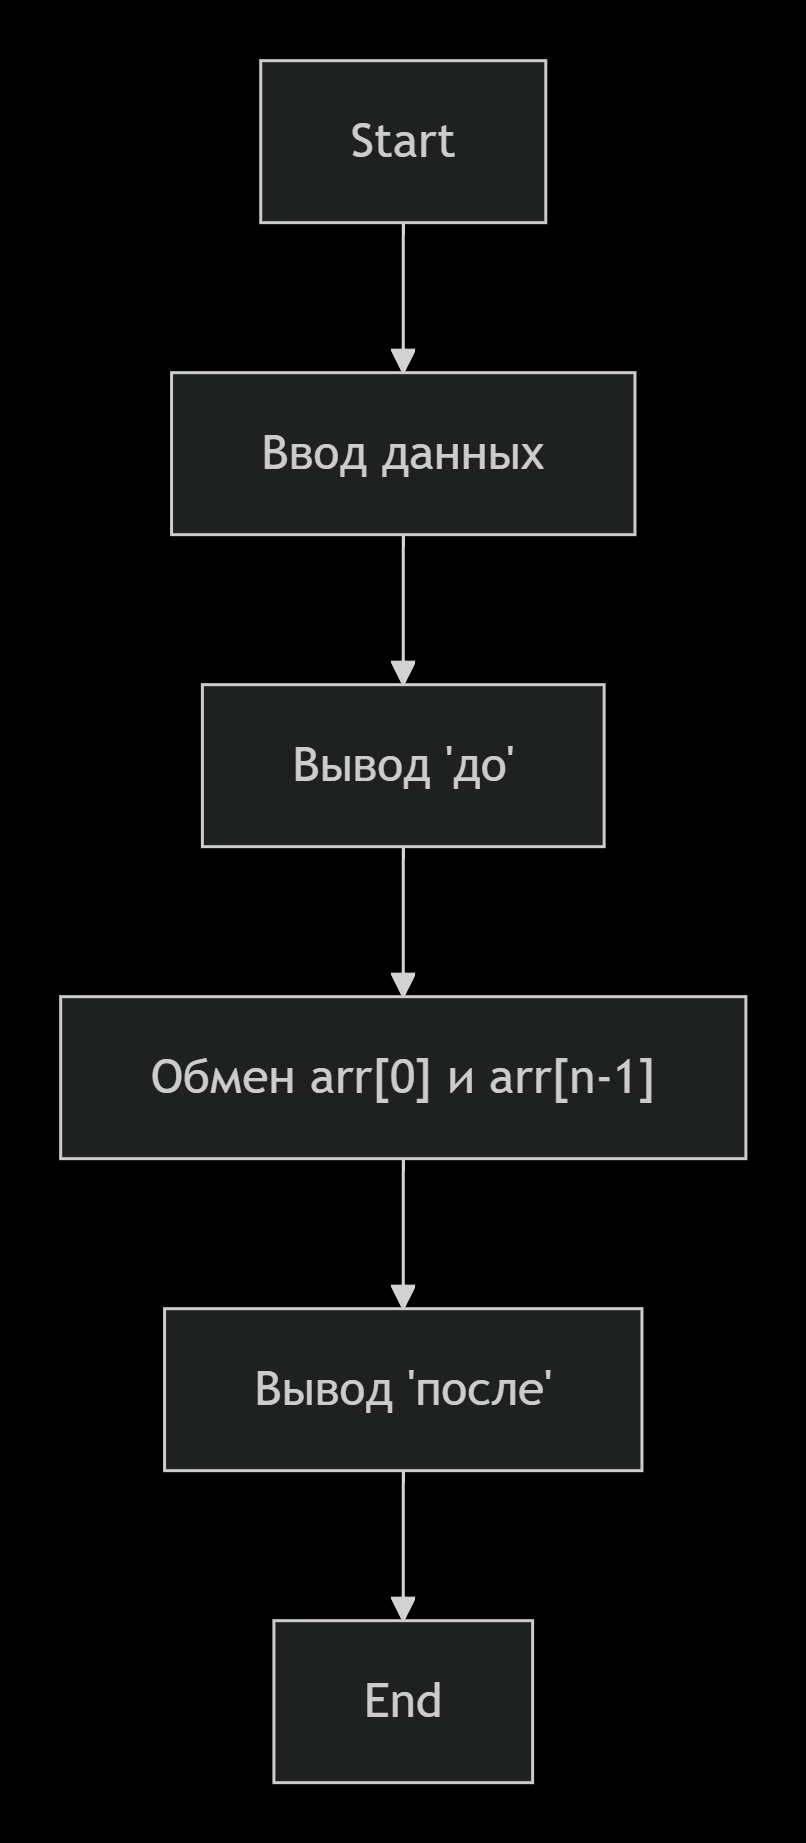 Start
Ввод данных
Вывод 'до'
Обмен arr[0] и arr[n-1]
Вывод 'после'
End